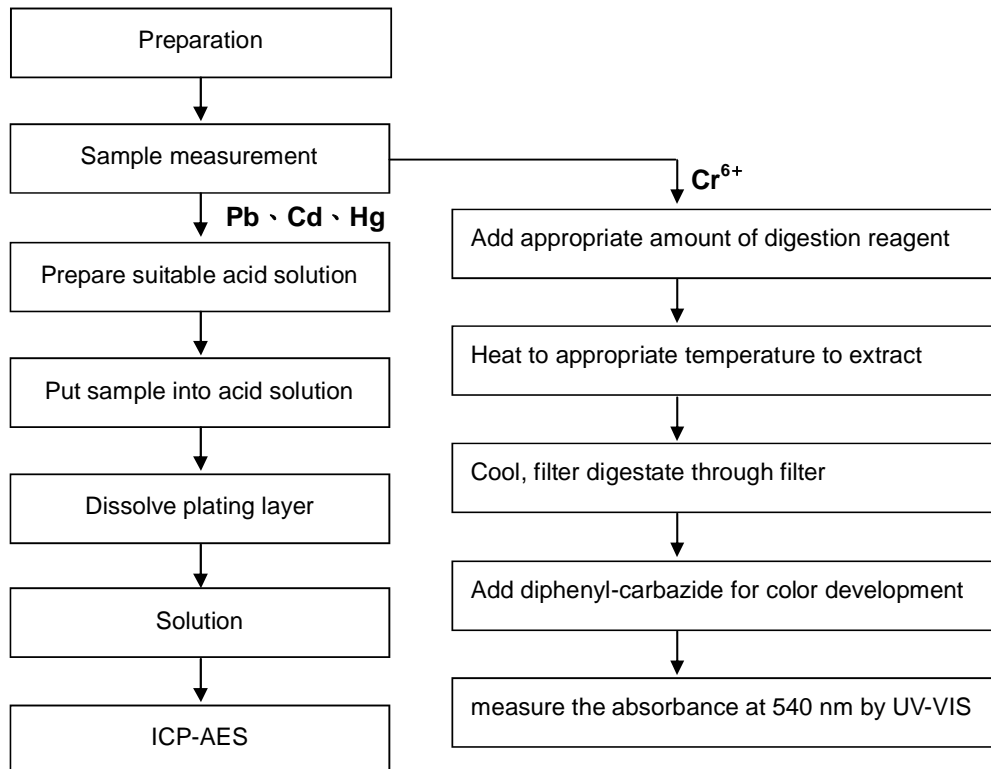 Preparation
Sample measurement
Pb、Cd、Hg
Prepare suitable acid solution
Put sample into acid solution
Dissolve plating layer
Solution
ICP-AES
Cr⁶⁺
Add appropriate amount of digestion reagent
Heat to appropriate temperature to extract
Cool, filter digestate through filter
Add diphenyl-carbazide for color development
measure the absorbance at 540 nm by UV-VIS